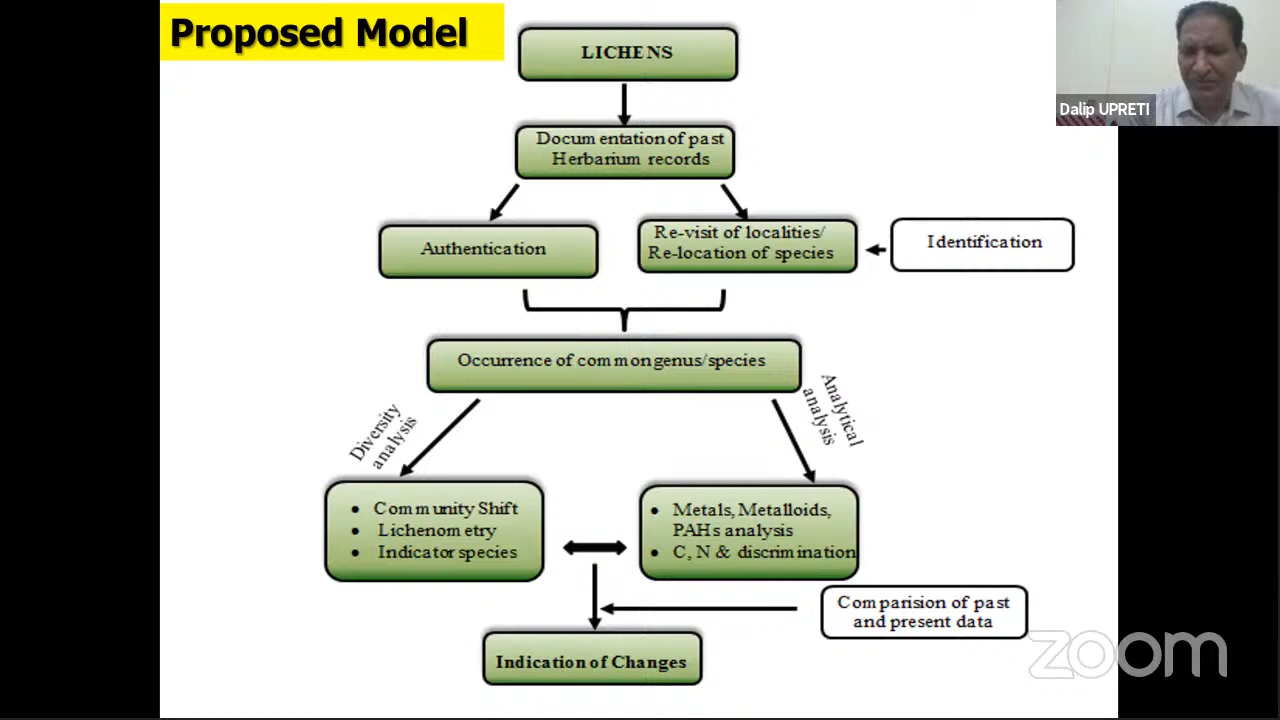 Proposed Model
LICHENS
Dalip UPRETI
Documentation of past
Herbarium records
Authentication
Re-visit of localities/
Re-location of species
Identification
Occurrence of common genus/species
Diversity
analysis
Analytical
analysis
• Community Shift
• Lichenometry
• Indicator species
• Metals, Metalloids,
PAHs analysis
• C, N & discrimination
Comparision of past
and present data
Indication of Changes
zoom